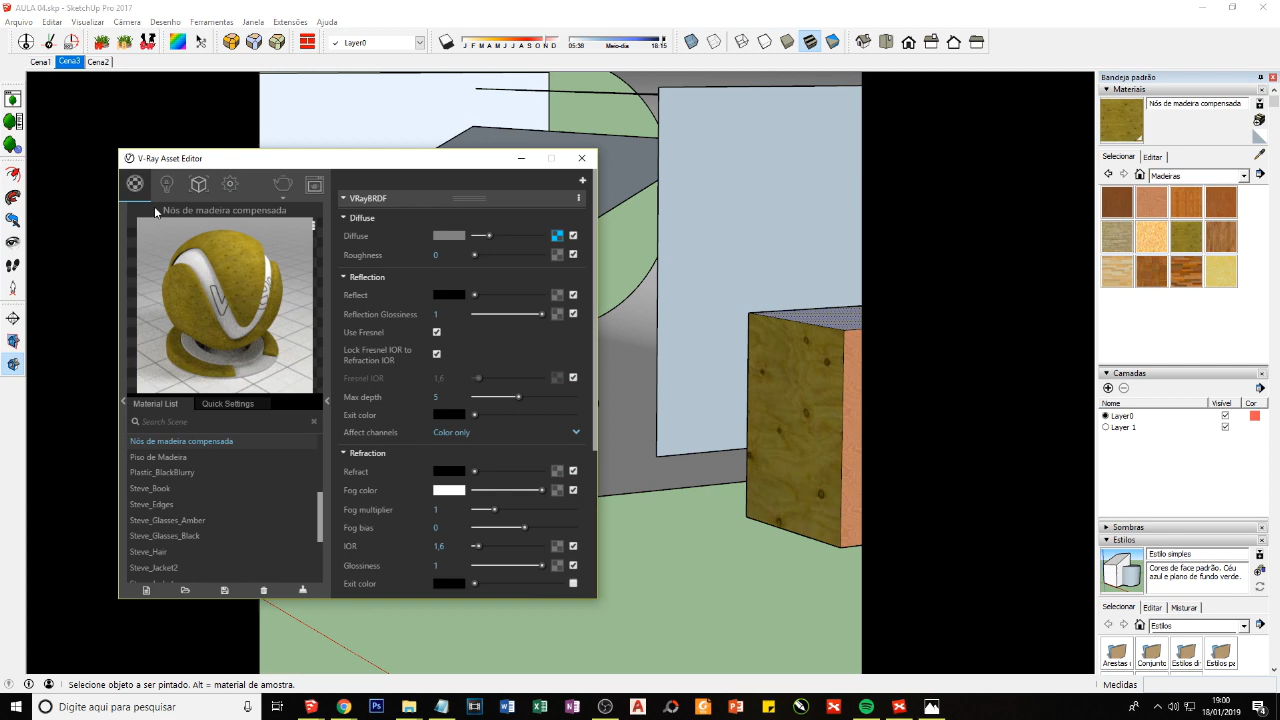 AULA 04.skp - SketchUp Pro 2017
Arquivo Editar Visualizar Câmera Desenho Ferramentas Janela Extensões Ajuda
Layer0
J F M A M J J A S O N D
05:38 Meio-dia 18:15
Cena1 Cena3 Cena2
V-Ray Asset Editor
Nós de madeira compensada
Material List Quick Settings
Search Scene
Nós de madeira compensada
Piso de Madeira
Plastic_BlackBlurry
Steve_Book
Steve_Edges
Steve_Glasses_Amber
Steve_Glasses_Black
Steve_Hair
Steve_Jacket2
VRayBRDF
Diffuse
Diffuse
Roughness 0
Reflection
Reflect
Reflection Glossiness 1
Use Fresnel
Lock Fresnel IOR to
Refraction IOR
Fresnel IOR 1,6
Max depth 5
Exit color
Affect channels Color only
Refraction
Refract
Fog color
Fog multiplier 1
Fog bias 0
IOR 1,6
Glossiness 1
Exit color
Bandeja padrão
Materiais
Nós de madeira compensada
Selecionar Editar
Madeiras
Camadas
Nome Visível Cor
Layer0
Layer 1
Sombras
Estilos
Estilo simples
Cores de face padrão. Céu
azul e plano de fundo verde.
Selecionar Editar Misturar
Estilos
Arestas Conjunto Estilos di Estilos pa
Selecione objeto a ser pintado. Alt = material de amostra.
Medidas
Digite aqui para pesquisar
19:00
18/01/2019